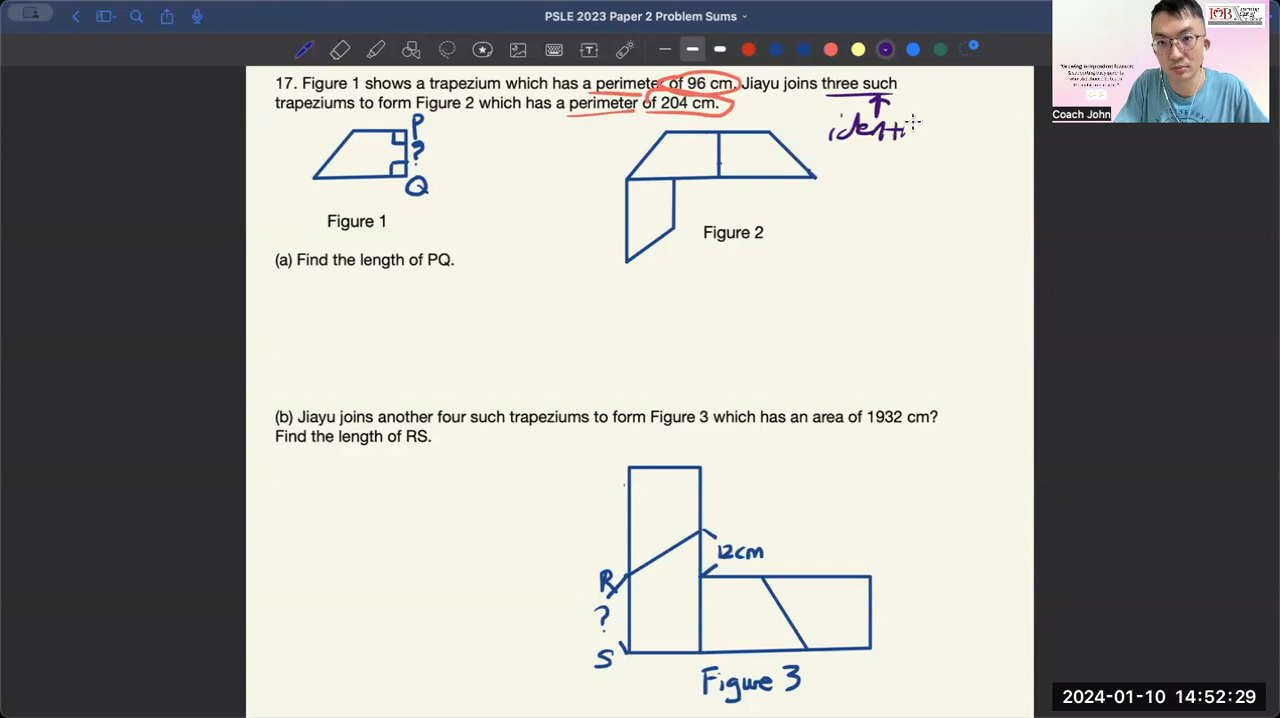 PSLE 2023 Paper 2 Problem Sums
17. Figure 1 shows a trapezium which has a perimeter of 96 cm. Jiayu joins three such
trapeziums to form Figure 2 which has a perimeter of 204 cm.
identi
P
?
Q
Figure 1
Figure 2
(a) Find the length of PQ.
(b) Jiayu joins another four such trapeziums to form Figure 3 which has an area of 1932 cm?
Find the length of RS.
12cm
R
?
S
Figure 3
Coach John
2024-01-10 14:52:29